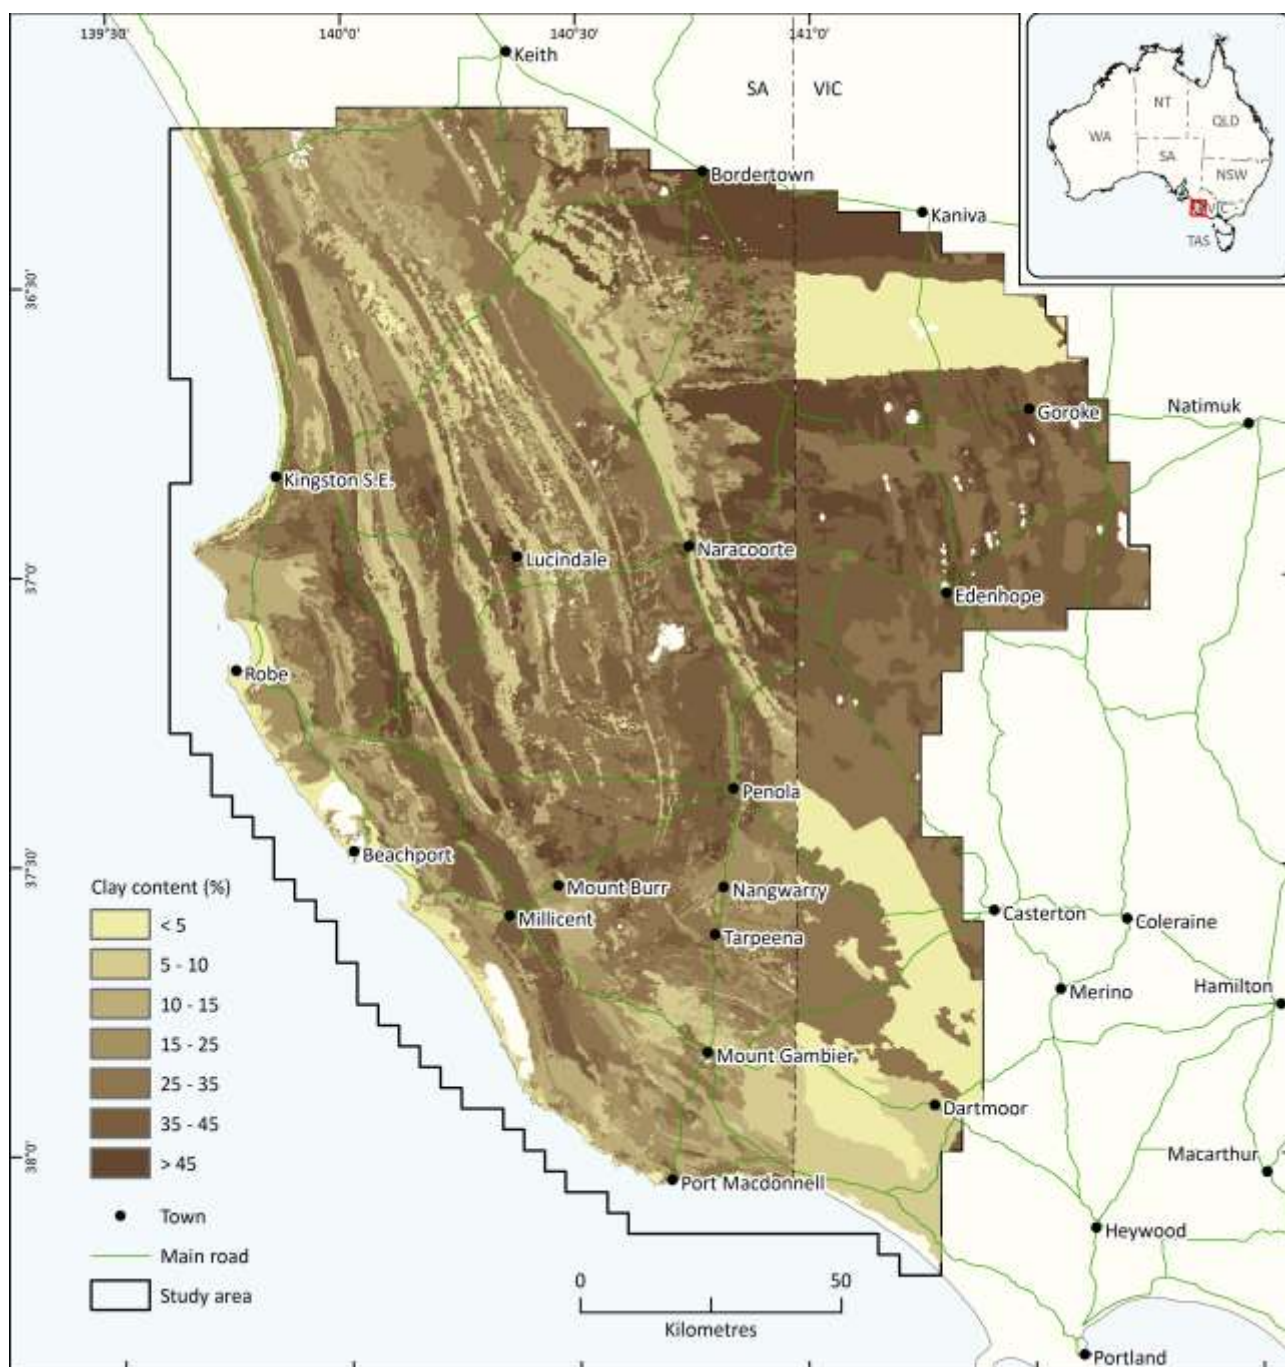 139°30'
140°0'
140°30'
141°0'
Keith
SA
VIC
WA
NT
QLD
SA
NSW
VIC
TAS
Bordertown
Kaniva
36°30'
Goroke
Natimuk
Kingston S.E.
Lucindale
Naracoorte
37°0'
Edenhope
Robe
Penola
Beachport
37°30'
Mount Burr
Nangwarry
Millicent
Casterton
Coleraine
Tarpeena
Merino
Hamilton
Mount Gambier
Dartmoor
38°0'
Macarthur
Port Macdonnell
Heywood
Portland
Clay content (%)
< 5
5 - 10
10 - 15
15 - 25
25 - 35
35 - 45
> 45
Town
Main road
Study area
0
50
Kilometres